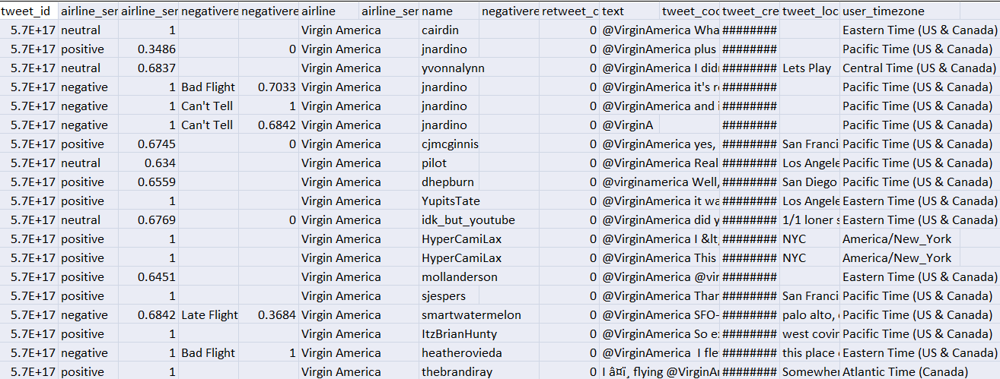 tweet_id airline_ser airline_ser negativere negativere airline airline_ser name negativere retweet_c text tweet_coc tweet_cre tweet_loc user_timezone
5.7E+17 neutral 1 Virgin America cairdin 0 @VirginAmerica Wha ######## Eastern Time (US & Canada)
5.7E+17 positive 0.3486 0 Virgin America jnardino 0 @VirginAmerica plus ######## Pacific Time (US & Canada)
5.7E+17 neutral 0.6837 Virgin America yvonnalynn 0 @VirginAmerica I didn ######## Lets Play Central Time (US & Canada)
5.7E+17 negative 1 Bad Flight 0.7033 Virgin America jnardino 0 @VirginAmerica it's re ######## Pacific Time (US & Canada)
5.7E+17 negative 1 Can't Tell 1 Virgin America jnardino 0 @VirginAmerica and i ######## Pacific Time (US & Canada)
5.7E+17 negative 1 Can't Tell 0.6842 Virgin America jnardino 0 @VirginA ######## Pacific Time (US & Canada)
5.7E+17 positive 0.6745 0 Virgin America cjmcginnis 0 @VirginAmerica yes, ######## San Franci Pacific Time (US & Canada)
5.7E+17 neutral 0.634 Virgin America pilot 0 @VirginAmerica Real ######## Los Angele Pacific Time (US & Canada)
5.7E+17 positive 0.6559 Virgin America dhepburn 0 @virginamerica Well, ######## San Diego Pacific Time (US & Canada)
5.7E+17 positive 1 Virgin America YupitsTate 0 @VirginAmerica it wa ######## Los Angele Eastern Time (US & Canada)
5.7E+17 neutral 0.6769 0 Virgin America idk_but_youtube 0 @VirginAmerica did y ######## 1/1 loner s Eastern Time (US & Canada)
5.7E+17 positive 1 Virgin America HyperCamiLax 0 @VirginAmerica I &lt; ######## NYC America/New_York
5.7E+17 positive 1 Virgin America HyperCamiLax 0 @VirginAmerica This ######## NYC America/New_York
5.7E+17 positive 0.6451 Virgin America mollanderson 0 @VirginAmerica @vir ######## Eastern Time (US & Canada)
5.7E+17 positive 1 Virgin America sjespers 0 @VirginAmerica Than ######## San Franci Pacific Time (US & Canada)
5.7E+17 negative 0.6842 Late Flight 0.3684 Virgin America smartwatermelon 0 @VirginAmerica SFO- ######## palo alto, Pacific Time (US & Canada)
5.7E+17 positive 1 Virgin America ItzBrianHunty 0 @VirginAmerica So ex ######## west covin Pacific Time (US & Canada)
5.7E+17 negative 1 Bad Flight 1 Virgin America heatherovieda 0 @VirginAmerica I fle ######## this place Eastern Time (US & Canada)
5.7E+17 positive 1 Virgin America thebrandiray 0 I â¤ï¸ flying @VirginAm ######## Somewhe Atlantic Time (Canada)